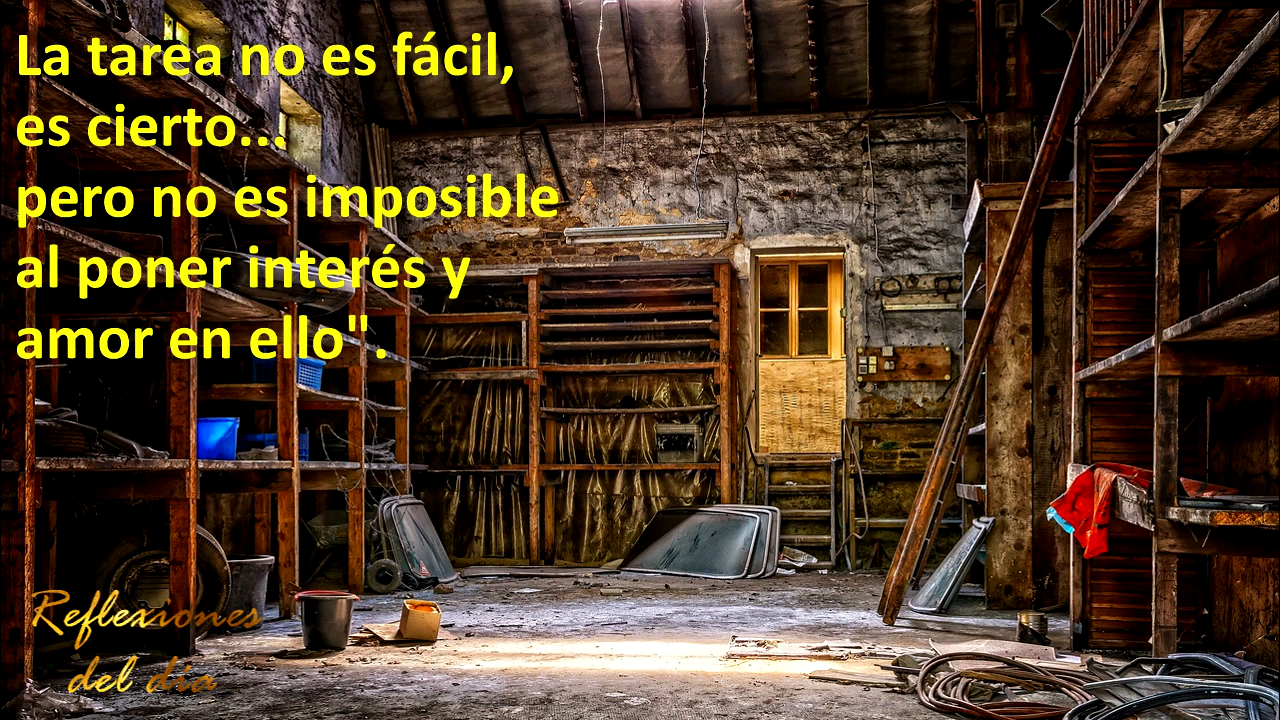 La tarea no es fácil,
es cierto...
pero no es imposible
al poner interés y
amor en ello".
Reflexiones
del día